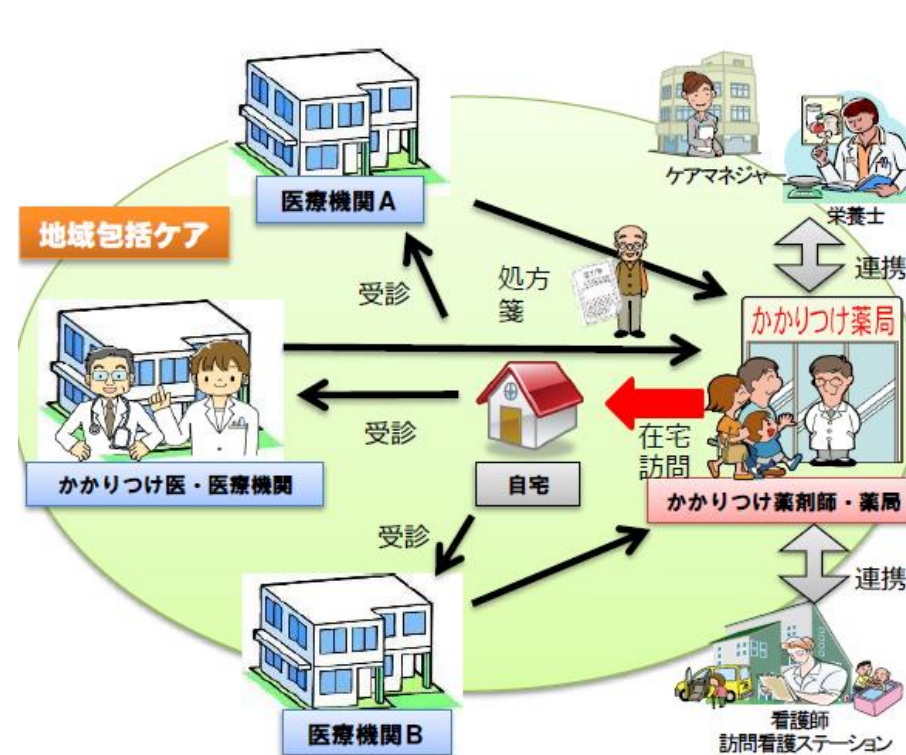 医療機関A
ケアマネジャ
栄養士
地域包括ケア
受診
処方
箋
連携
かかりつけ薬局
受診
在宅
訪問
かかりつけ医・医療機関
自宅
かかりつけ薬剤師・薬局
受診
連携
医療機関B
看護師
訪問看護ステーション